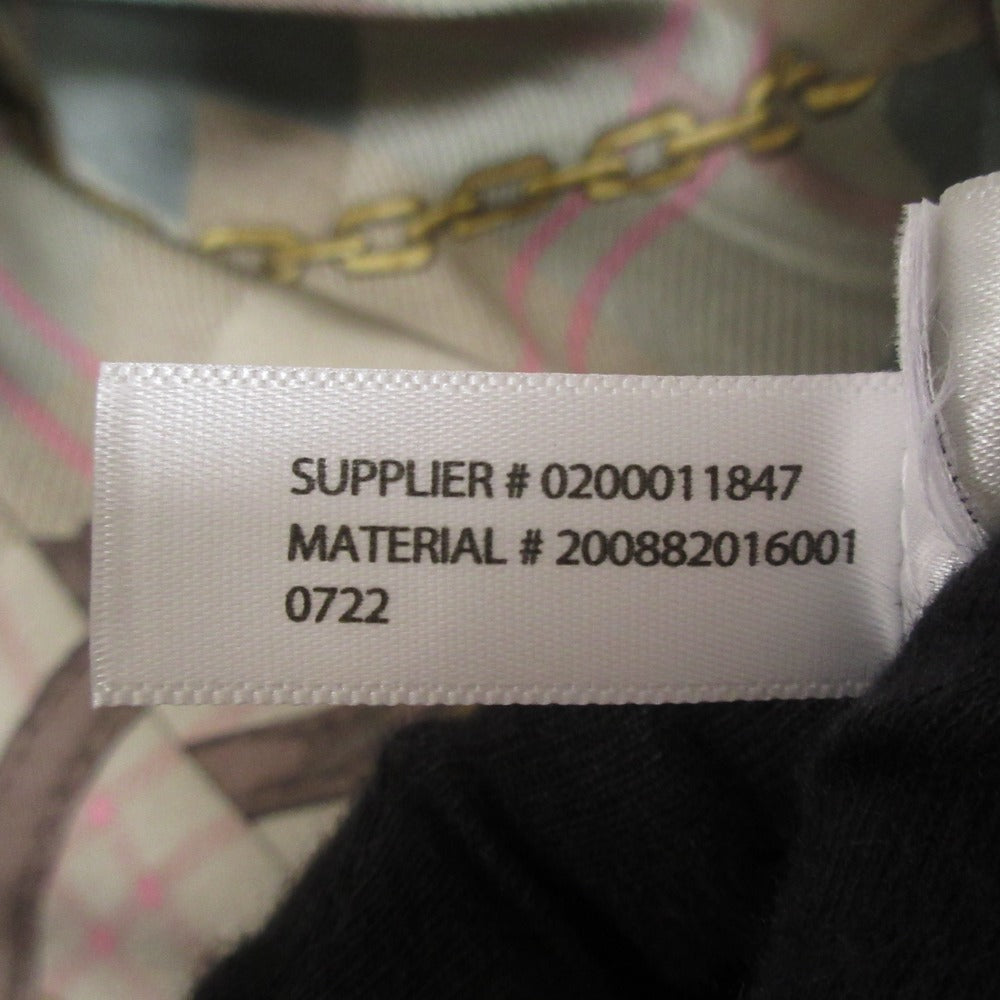 SUPPLIER # 0200011847
MATERIAL # 200882016001
0722